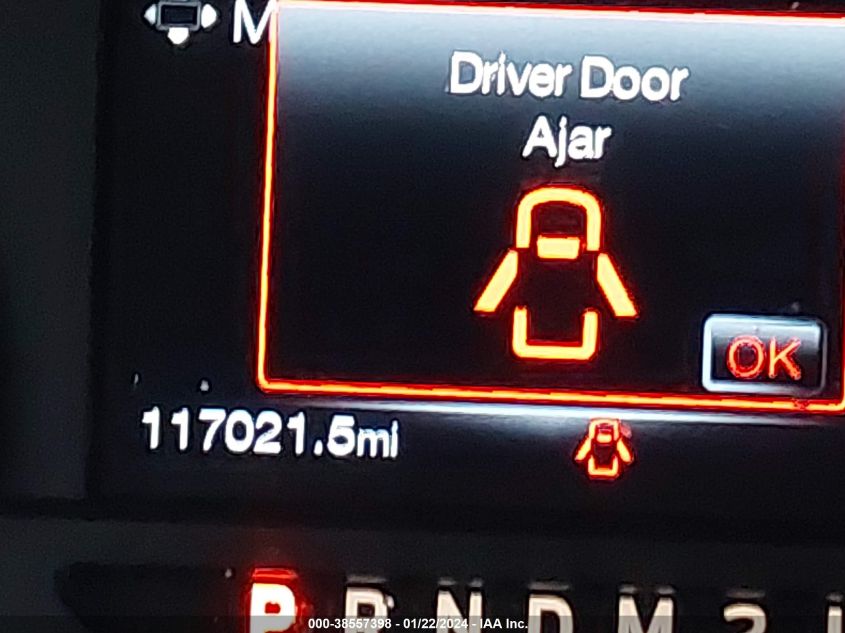 M
Driver Door
Ajar
OK
117021.5mi
P R N D M 2
000-38557398 - 01/22/2024 - IAA Inc.